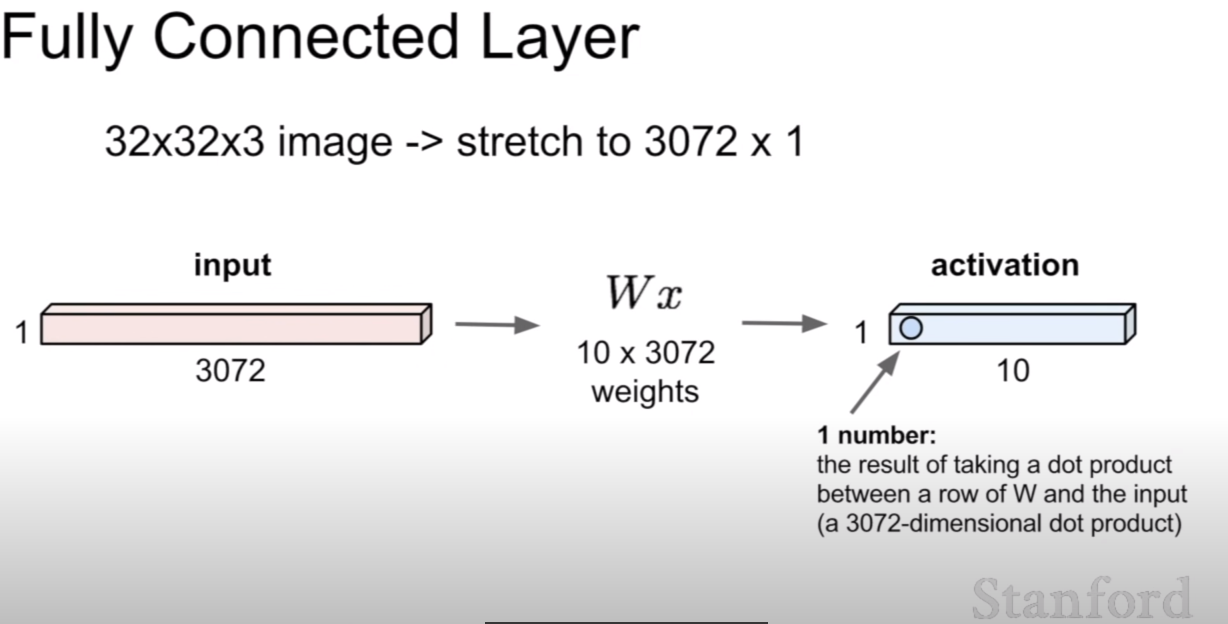 Fully Connected Layer
32x32x3 image -> stretch to 3072 x 1
input
1
3072
Wx
10 x 3072
weights
activation
1
10
1 number:
the result of taking a dot product
between a row of W and the input
(a 3072-dimensional dot product)
Stanford